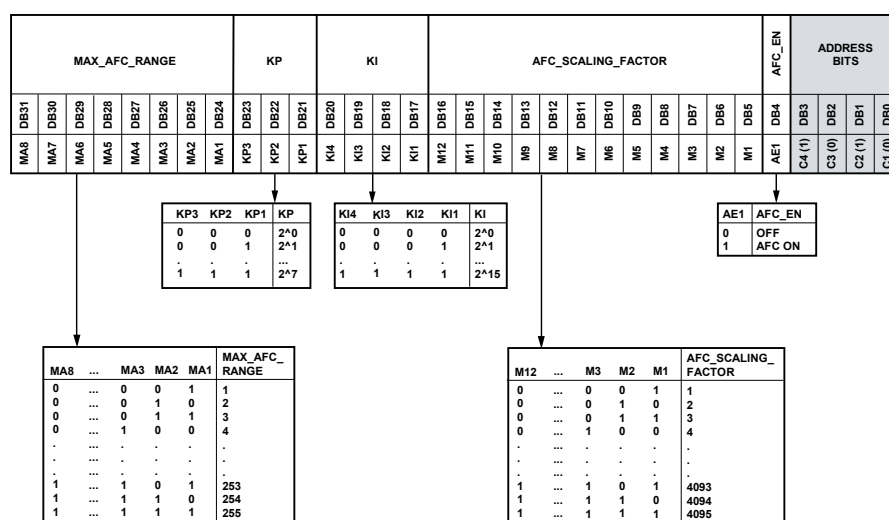 MAX_AFC_RANGE KP KI AFC_SCALING_FACTOR AFC_EN ADDRESS BITS
DB31 DB30 DB29 DB28 DB27 DB26 DB25 DB24 DB23 DB22 DB21 DB20 DB19 DB18 DB17 DB16 DB15 DB14 DB13 DB12 DB11 DB10 DB9 DB8 DB7 DB6 DB5 DB4 DB3 DB2 DB1 DB0
MA8 MA7 MA6 MA5 MA4 MA3 MA2 MA1 KP3 KP2 KP1 KI4 KI3 KI2 KI1 M12 M11 M10 M9 M8 M7 M6 M5 M4 M3 M2 M1 AE1 C4 (1) C3 (0) C2 (1) C1 (0)
KP3 KP2 KP1 KP
0 0 0 2^0
0 0 1 2^1
. . . ...
1 1 1 2^7
KI4 KI3 KI2 KI1 KI
0 0 0 0 2^0
0 0 0 1 2^1
. . . . ...
1 1 1 1 2^15
AE1 AFC_EN
0 OFF
1 AFC ON
MA8 ... MA3 MA2 MA1 MAX_AFC_
RANGE
0 ... 0 0 1 1
0 ... 0 1 0 2
0 ... 0 1 1 3
0 ... 1 0 0 4
. ... . . . .
. ... . . . .
. ... . . . .
1 ... 1 0 1 253
1 ... 1 1 0 254
1 ... 1 1 1 255
M12 ... M3 M2 M1 AFC_SCALING_
FACTOR
0 ... 0 0 1 1
0 ... 0 1 0 2
0 ... 0 1 1 3
0 ... 1 0 0 4
. ... . . . .
. ... . . . .
. ... . . . .
1 ... 1 0 1 4093
1 ... 1 1 0 4094
1 ... 1 1 1 4095